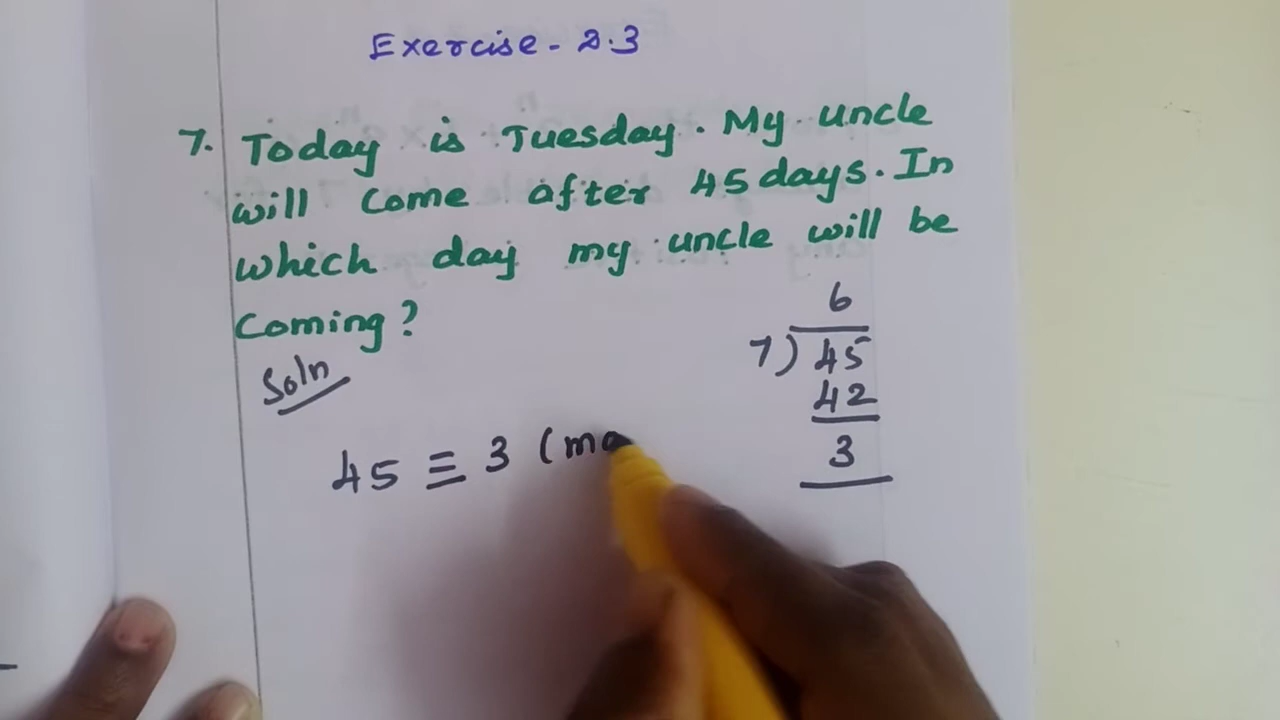 Exercise - 2.3
7. Today is Tuesday. My uncle
will come after 45 days. In
which day my uncle will be
coming?
Soln
6
7) 45
42
3
45 ≡ 3 (mo